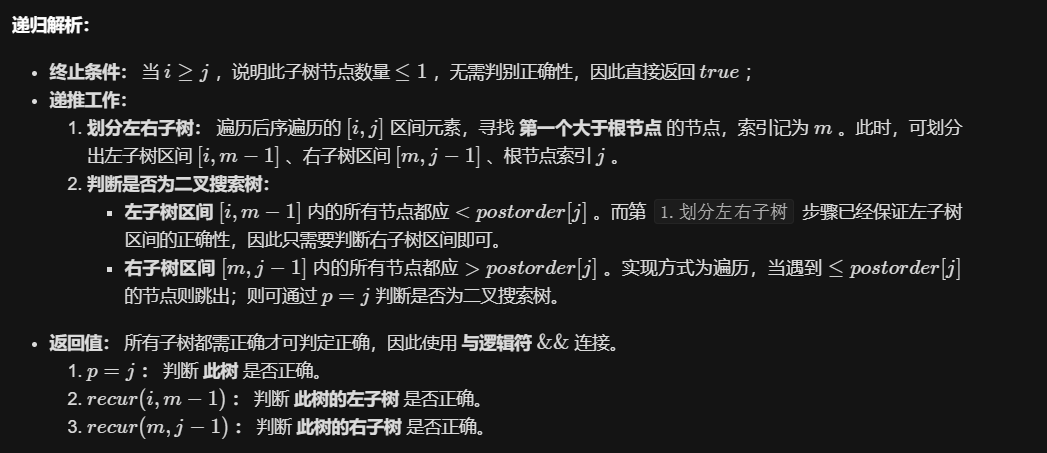 递归解析：
• 终止条件： 当 i ≥ j ，说明此子树节点数量 ≤ 1 ，无需判别正确性，因此直接返回 true ；
• 递推工作：
1. 划分左右子树： 遍历后序遍历的 [i, j] 区间元素，寻找 第一个大于根节点 的节点，索引记为 m 。此时，可划分
出左子树区间 [i, m − 1] 、右子树区间 [m, j − 1] 、根节点索引 j 。
2. 判断是否为二叉搜索树：
▪ 左子树区间 [i, m − 1] 内的所有节点都应 < postorder[j] 。而第 1.划分左右子树 步骤已经保证左子树
区间的正确性，因此只需要判断右子树区间即可。
▪ 右子树区间 [m, j − 1] 内的所有节点都应 > postorder[j] 。实现方式为遍历，当遇到 ≤ postorder[j]
的节点则跳出；则可通过 p = j 判断是否为二叉搜索树。
• 返回值： 所有子树都需正确才可判定正确，因此使用 与逻辑符 && 连接。
1. p = j ： 判断 此树 是否正确。
2. recur(i, m − 1) ： 判断 此树的左子树 是否正确。
3. recur(m, j − 1) ： 判断 此树的右子树 是否正确。